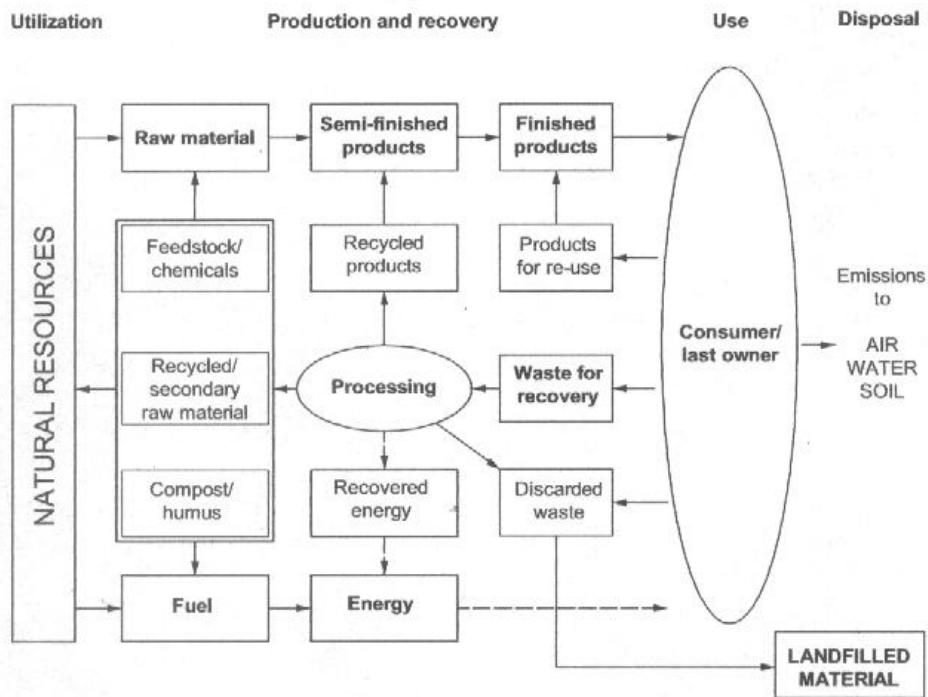 Utilization
Production and recovery
Use
Disposal
NATURAL RESOURCES
Raw material
Semi-finished
products
Finished
products
Feedstock/
chemicals
Recycled
products
Products
for re-use
Emissions
to
AIR
WATER
SOIL
Consumer/
last owner
Recycled/
secondary
raw material
Processing
Waste for
recovery
Compost/
humus
Recovered
energy
Discarded
waste
Fuel
Energy
LANDFILLED
MATERIAL